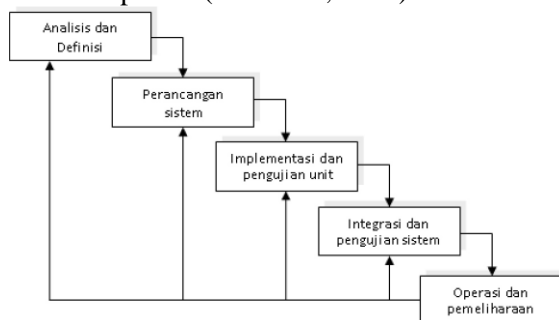 Analisis dan
Definisi
Perancangan
sistem
Implementasi dan
pengujian unit
Integrasi dan
pengujian sistem
Operasi dan
pemeliharaan